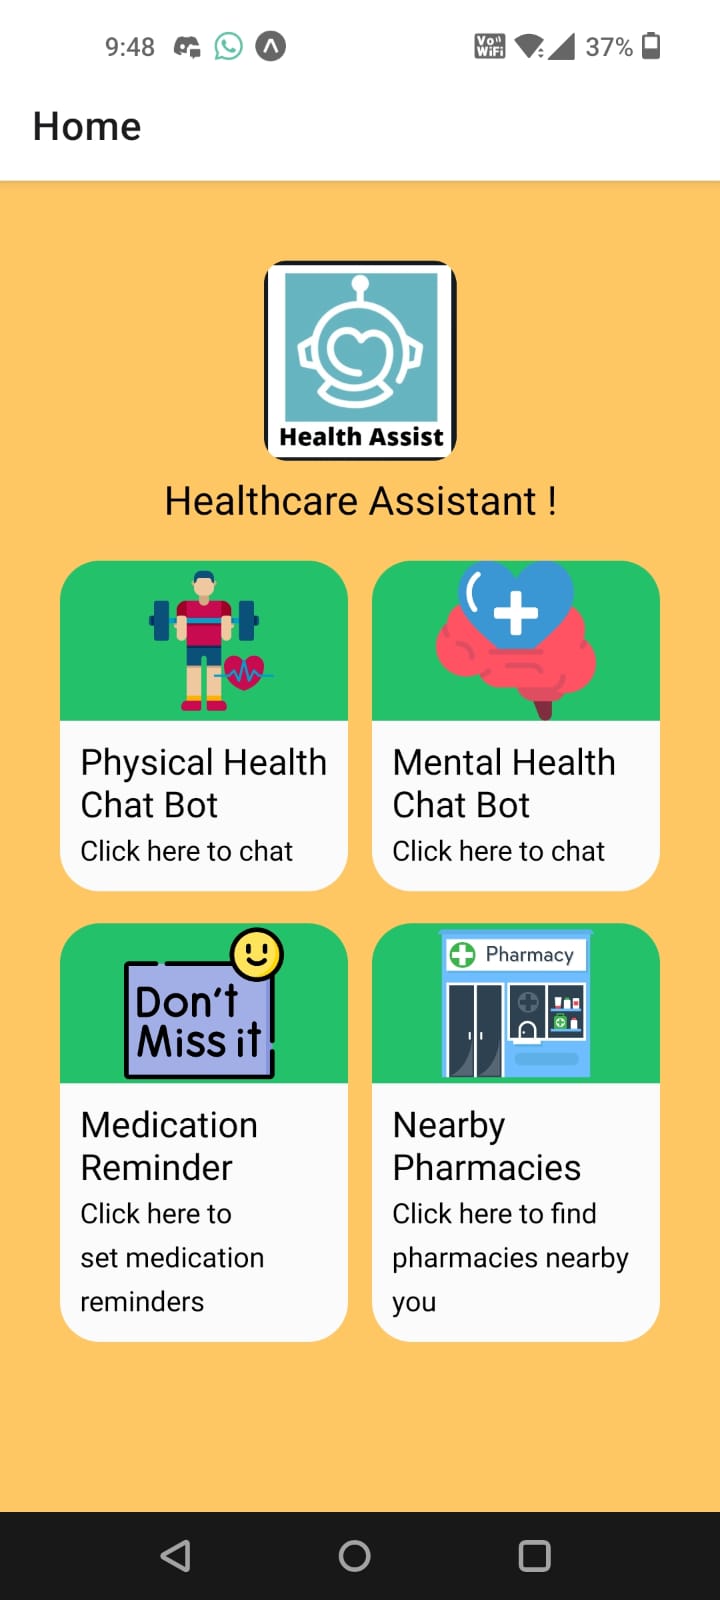 9:48
Vo
WiFi
37%
Home
Health Assist
Healthcare Assistant !
Physical Health
Chat Bot
Click here to chat
Mental Health
Chat Bot
Click here to chat
Don't
Miss it
Medication
Reminder
Click here to
set medication
reminders
Pharmacy
Nearby
Pharmacies
Click here to find
pharmacies nearby
you